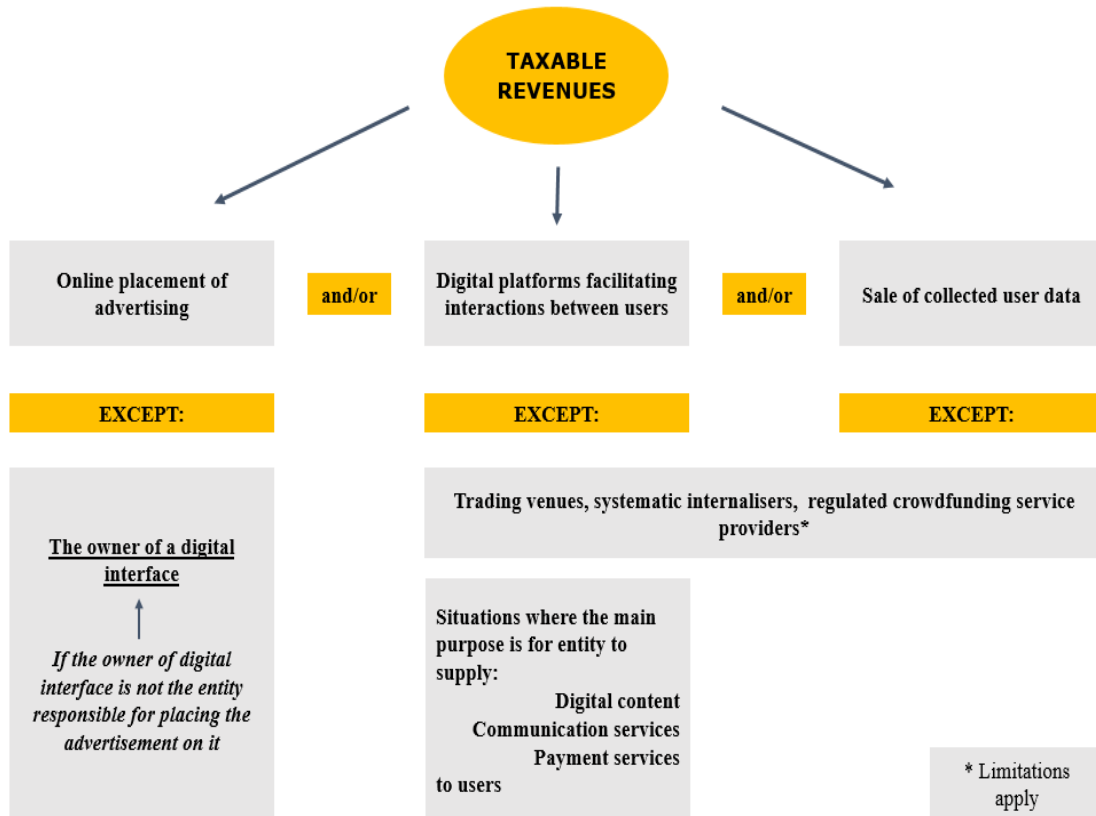 TAXABLE
REVENUES
Online placement of
advertising
and/or
Digital platforms facilitating
interactions between users
and/or
Sale of collected user data
EXCEPT:
EXCEPT:
EXCEPT:
The owner of a digital
interface
If the owner of digital
interface is not the entity
responsible for placing the
advertisement on it
Trading venues, systematic internalisers, regulated crowdfunding service
providers*
Situations where the main
purpose is for entity to
supply:
Digital content
Communication services
Payment services
to users
* Limitations
apply